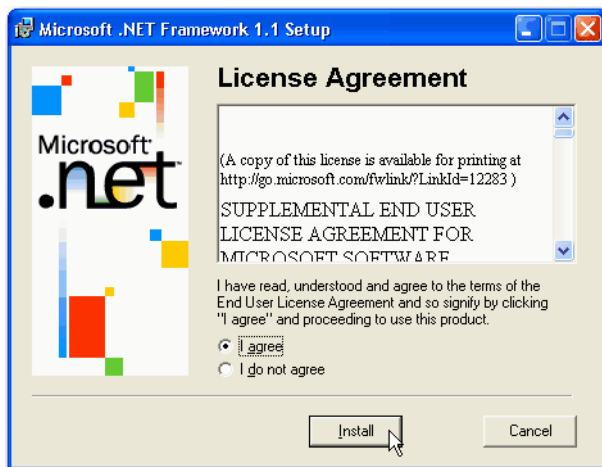 Microsoft .NET Framework 1.1 Setup
Microsoft
.net
License Agreement
(A copy of this license is available for printing at
http://go.microsoft.com/fwlink/?LinkId=12283 )
SUPPLEMENTAL END USER
LICENSE AGREEMENT FOR
MICROSOFT SOFTWARE
I have read, understood and agree to the terms of the
End User License Agreement and so signify by clicking
"I agree" and proceeding to use this product.
I agree
I do not agree
Install
Cancel